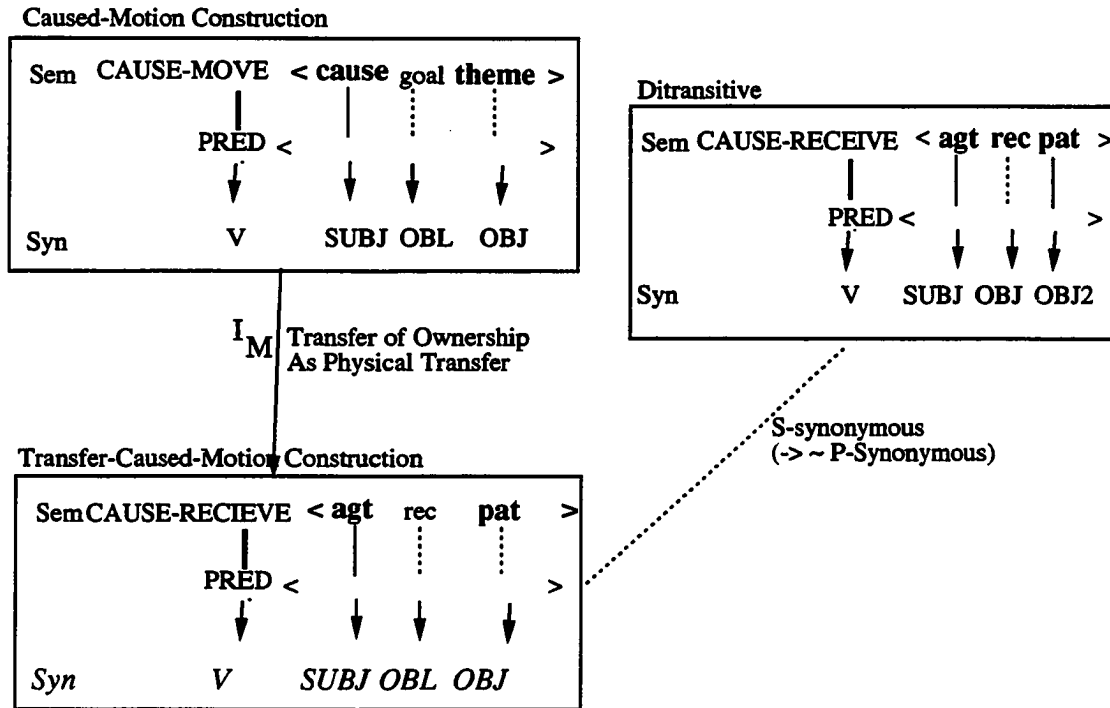 Caused-Motion Construction
Sem CAUSE-MOVE < cause goal theme >
PRED < >
Syn V SUBJ OBL OBJ
Ditransitive
Sem CAUSE-RECEIVE < agt rec pat >
PRED < >
Syn V SUBJ OBJ OBJ2
I M Transfer of Ownership
As Physical Transfer
S-synonymous
(-> ~ P-Synonymous)
Transfer-Caused-Motion Construction
Sem CAUSE-RECIEVE < agt rec pat >
PRED < >
Syn V SUBJ OBL OBJ